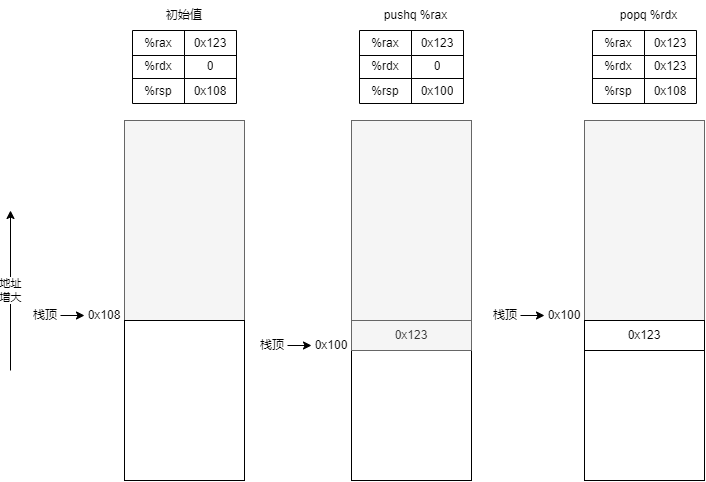 初始值
%rax 0x123
%rdx 0
%rsp 0x108
pushq %rax
%rax 0x123
%rdx 0
%rsp 0x100
popq %rdx
%rax 0x123
%rdx 0x123
%rsp 0x108
地址
增大
栈顶 0x108
栈顶 0x100
0x123
栈顶 0x100
0x123